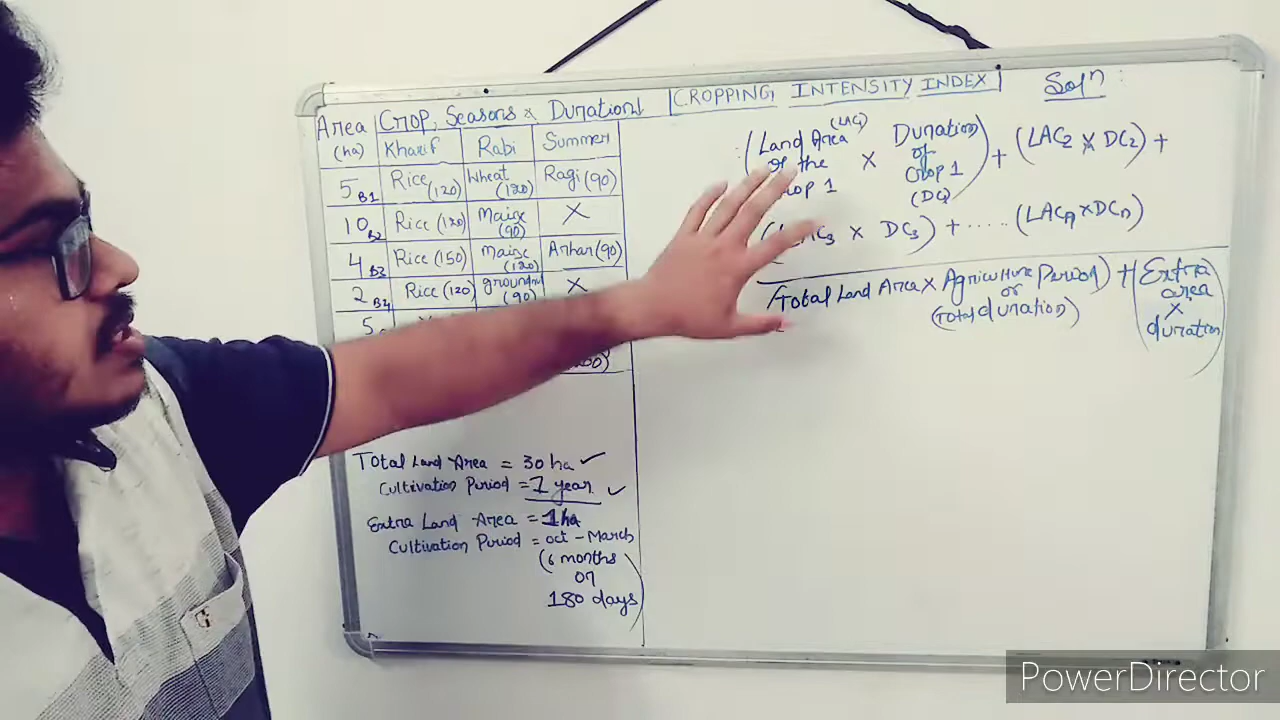 Crop, Seasons & Duration
CROPPING INTENSITY INDEX
Soln :
Area (ha)
Kharif
Rabi
Summer
5 B1
Rice (120)
Wheat (120)
Ragi (90)
10 B2
Rice (120)
Maize (90)
X
4 B3
Rice (150)
Maize (120)
Arhar (90)
2 B4
Rice (120)
groundnut (90)
X
5
Total Land Area = 30 ha ✓
Cultivation Period = 1 year ✓
Extra Land Area = 1ha
Cultivation Period = oct - March
(6 months
or
180 days)
(Land Area (LAC1)
of the
Crop 1
X
Duration
of
Crop 1
(DC1)
) + (LAC2 X DC2) +
(LAC3 X DC3) + ..... (LACn X DCn)
(Total Land Area X Agriculture Period) + (Extra
or
(Total duration)
area
X
duration)
PowerDirector